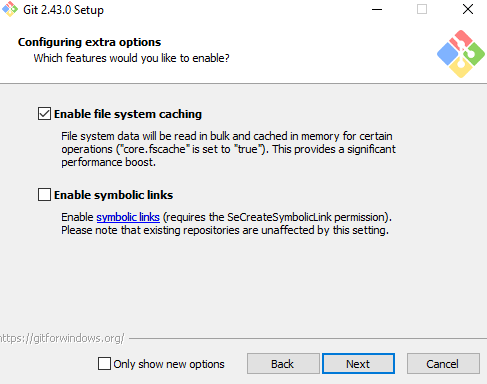 Git 2.43.0 Setup
Configuring extra options
Which features would you like to enable?
Enable file system caching
File system data will be read in bulk and cached in memory for certain
operations ("core.fscache" is set to "true"). This provides a significant
performance boost.
Enable symbolic links
Enable symbolic links (requires the SeCreateSymbolicLink permission).
Please note that existing repositories are unaffected by this setting.
https://gitforwindows.org/
Only show new options
Back
Next
Cancel